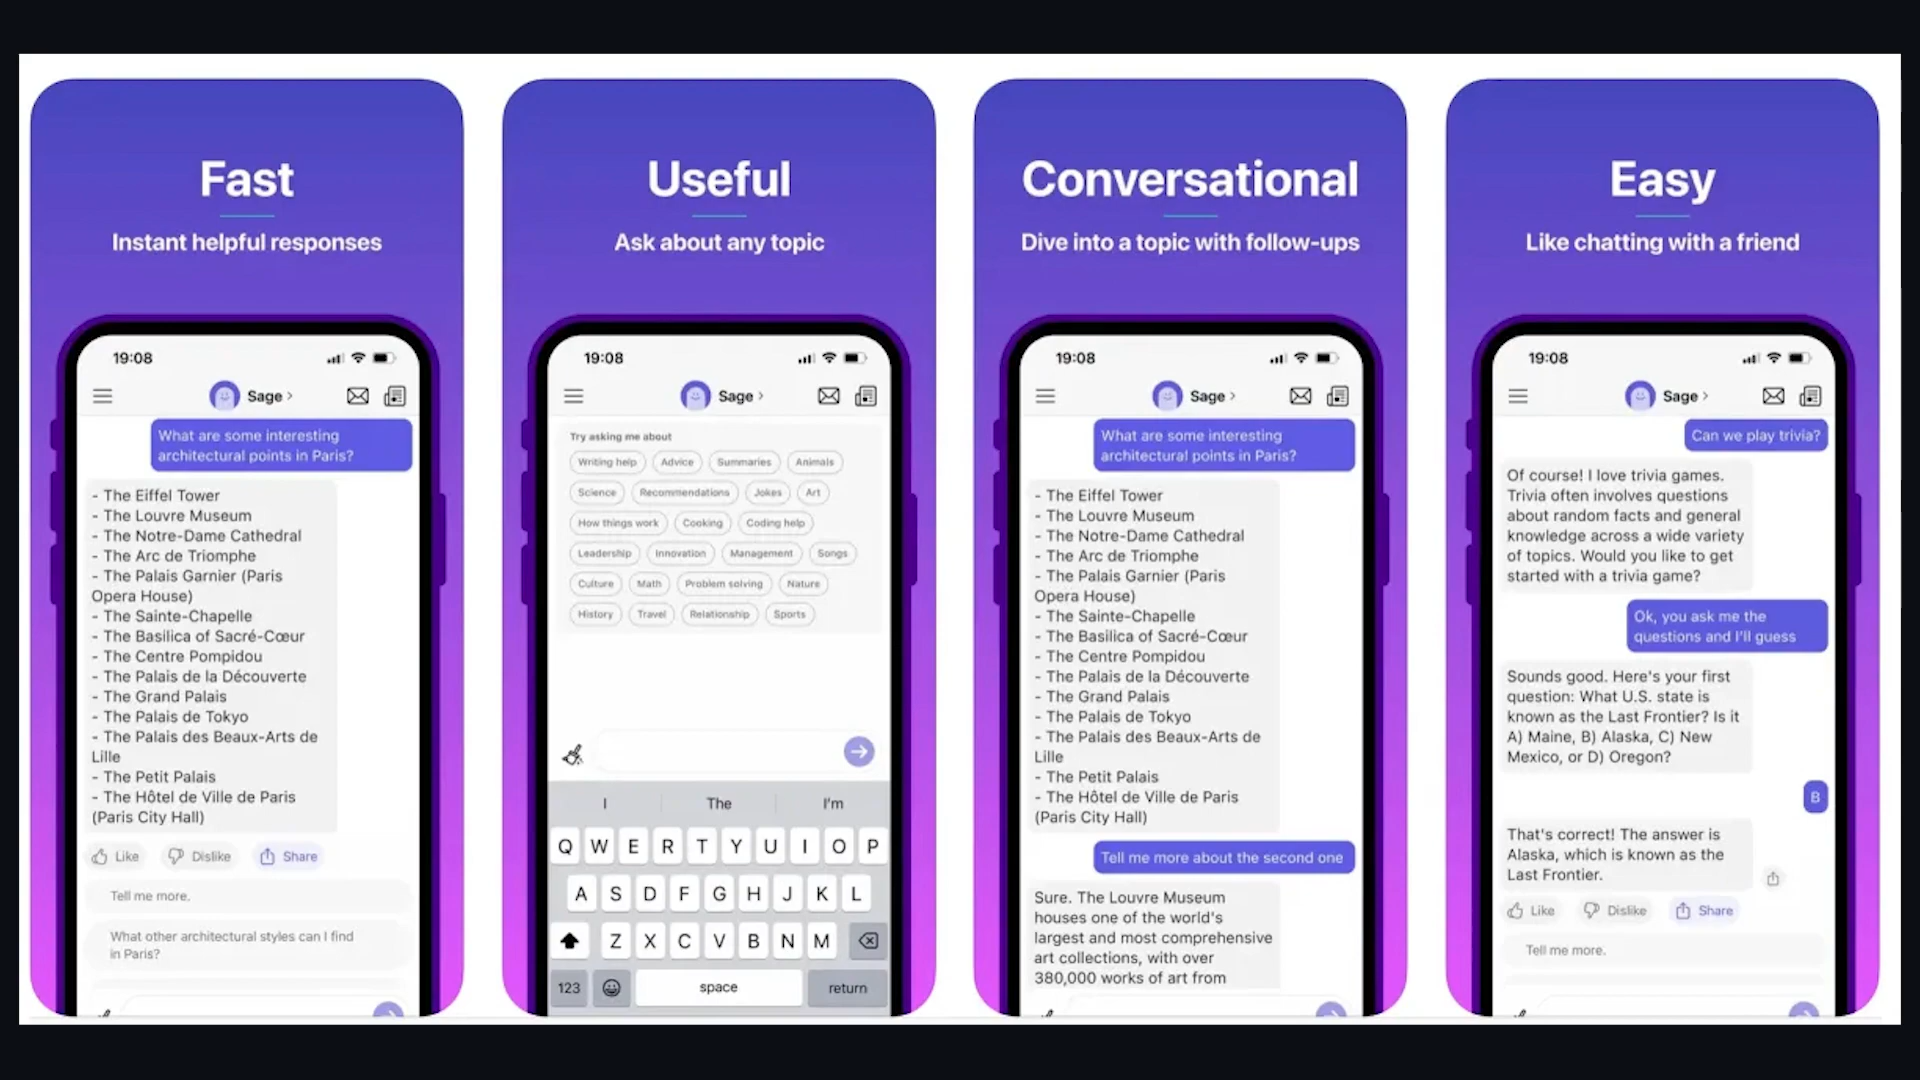 Fast
Instant helpful responses
19:08
Sage >
What are some interesting
architectural points in Paris?
- The Eiffel Tower
- The Louvre Museum
- The Notre-Dame Cathedral
- The Arc de Triomphe
- The Palais Garnier (Paris
Opera House)
- The Sainte-Chapelle
- The Basilica of Sacré-Cœur
- The Centre Pompidou
- The Palais de la Découverte
- The Grand Palais
- The Palais de Tokyo
- The Palais des Beaux-Arts de
Lille
- The Petit Palais
- The Hôtel de Ville de Paris
(Paris City Hall)
Like Dislike Share
Tell me more.
What other architectural styles can I find
in Paris?
Useful
Ask about any topic
19:08
Sage >
Try asking me about
Writing help Advice Summaries Animals
Science Recommendations Jokes Art
How things work Cooking Coding help
Leadership Innovation Management Songs
Culture Math Problem solving Nature
History Travel Relationship Sports
I The I'm
Q W E R T Y U I O P
A S D F G H J K L
Z X C V B N M
123 space return
Conversational
Dive into a topic with follow-ups
19:08
Sage >
What are some interesting
architectural points in Paris?
- The Eiffel Tower
- The Louvre Museum
- The Notre-Dame Cathedral
- The Arc de Triomphe
- The Palais Garnier (Paris
Opera House)
- The Sainte-Chapelle
- The Basilica of Sacré-Cœur
- The Centre Pompidou
- The Palais de la Découverte
- The Grand Palais
- The Palais de Tokyo
- The Palais des Beaux-Arts de
Lille
- The Petit Palais
- The Hôtel de Ville de Paris
(Paris City Hall)
Tell me more about the second one
Sure. The Louvre Museum
houses one of the world's
largest and most comprehensive
art collections, with over
380,000 works of art from
Easy
Like chatting with a friend
19:08
Sage >
Can we play trivia?
Of course! I love trivia games.
Trivia often involves questions
about random facts and general
knowledge across a wide variety
of topics. Would you like to get
started with a trivia game?
Ok, you ask me the
questions and I'll guess
Sounds good. Here's your first
question: What U.S. state is
known as the Last Frontier? Is it
A) Maine, B) Alaska, C) New
Mexico, or D) Oregon?
B
That's correct! The answer is
Alaska, which is known as the
Last Frontier.
Like Dislike Share
Tell me more.